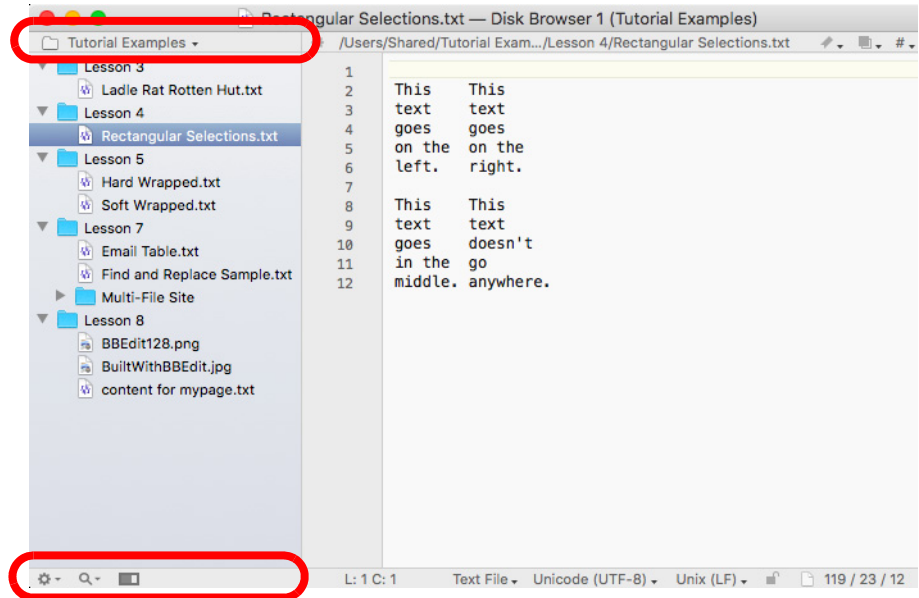 Rectangular Selections.txt — Disk Browser 1 (Tutorial Examples)
Tutorial Examples
/Users/Shared/Tutorial Exam.../Lesson 4/Rectangular Selections.txt
#
Lesson 3
Ladle Rat Rotten Hut.txt
Lesson 4
Rectangular Selections.txt
Lesson 5
Hard Wrapped.txt
Soft Wrapped.txt
Lesson 7
Email Table.txt
Find and Replace Sample.txt
Multi-File Site
Lesson 8
BBEdit128.png
BuiltWithBBEdit.jpg
content for mypage.txt
1
2 This This
3 text text
4 goes goes
5 on the on the
6 left. right.
7
8 This This
9 text text
10 goes doesn't
11 in the go
12 middle. anywhere.
L: 1 C: 1 Text File Unicode (UTF-8) Unix (LF) 119 / 23 / 12